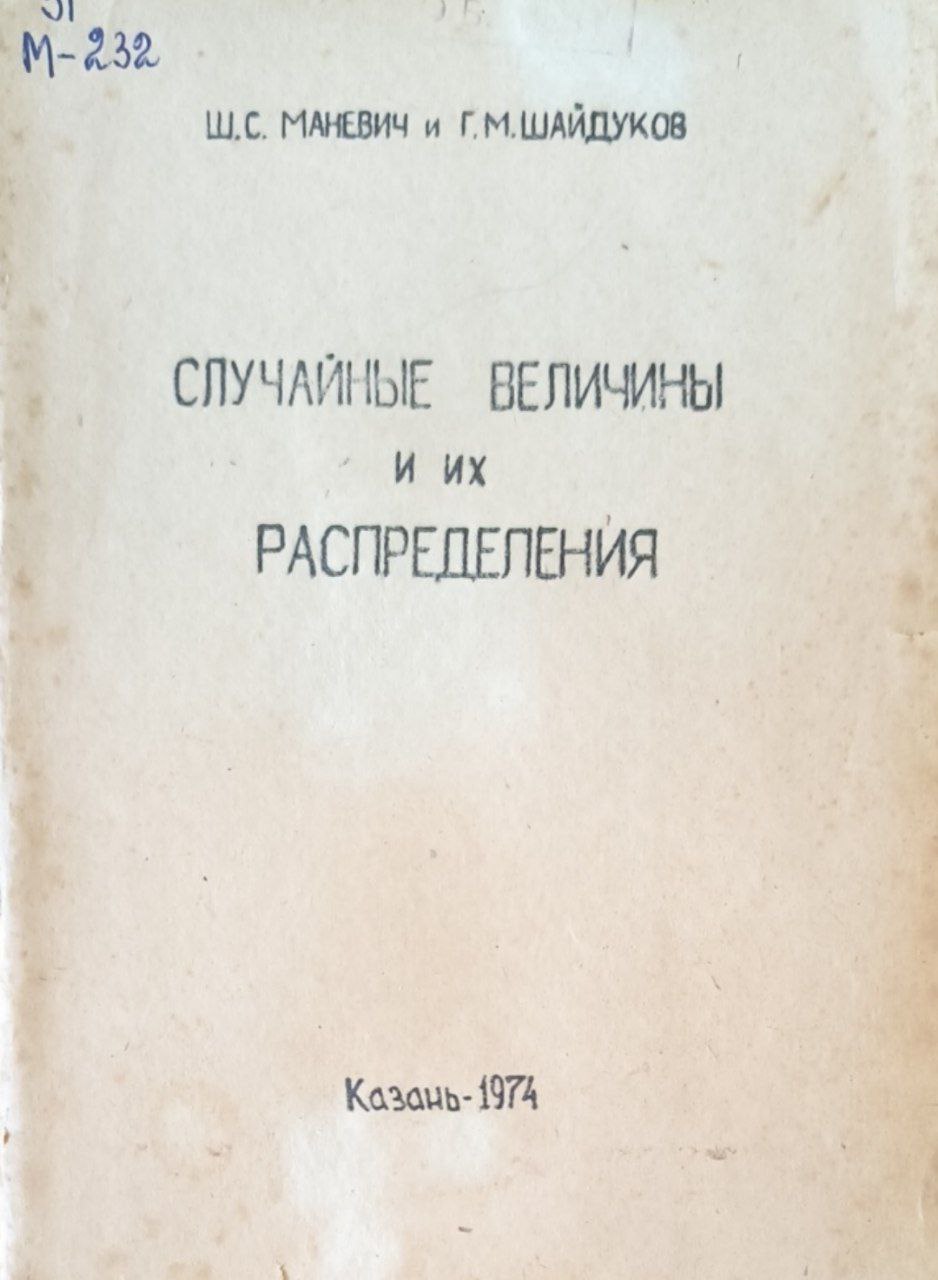 М-232
Ш.С. МАНЕВИЧ и Г.М.ШАЙДУКОВ
СЛУЧАЙНЫЕ ВЕЛИЧИНЫ
И ИХ
РАСПРЕДЕЛЕНИЯ
Казань-1974